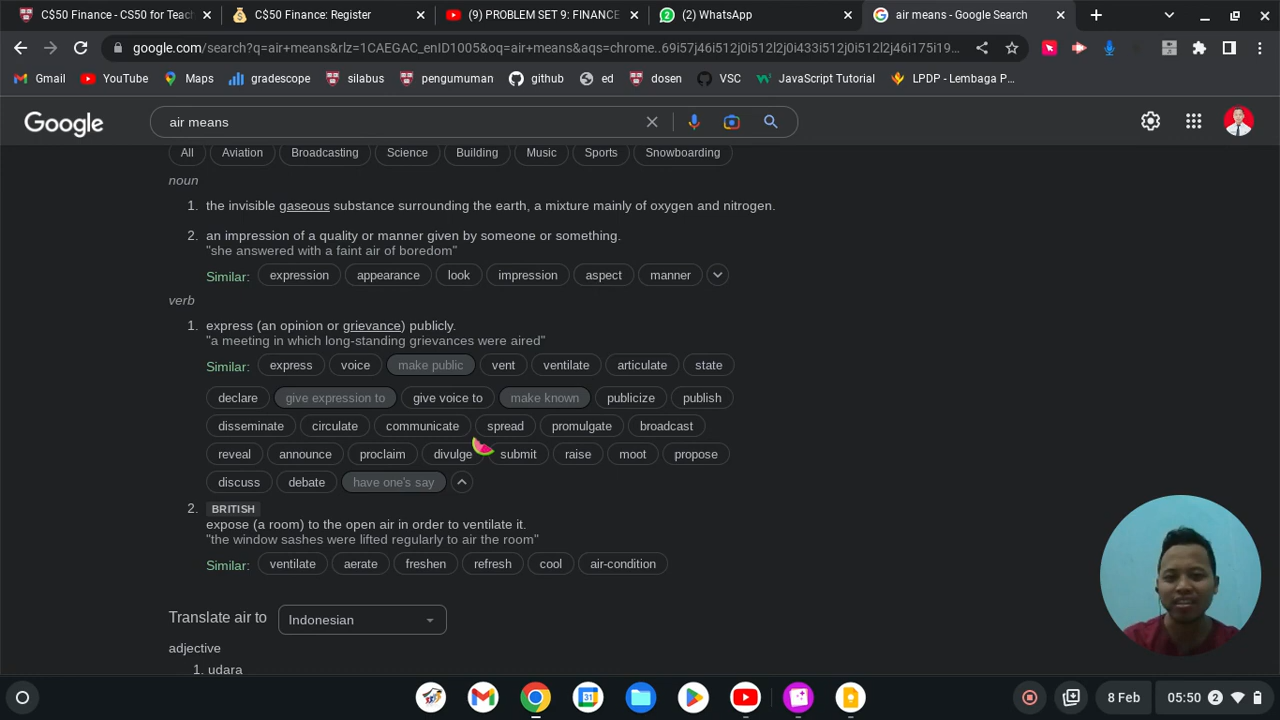 C$50 Finance - CS50 for Teach
C$50 Finance: Register
(9) PROBLEM SET 9: FINANCE
(2) WhatsApp
air means - Google Search
google.com/search?q=air+means&rlz=1CAEGAC_enID1005&oq=air+means&aqs=chrome..69i57j46i512j0i512l2j0i433i512j0i512l2j46i175i19…
Gmail YouTube Maps gradescope silabus pengumuman github ed dosen VSC JavaScript Tutorial LPDP - Lembaga P…
Google
air means
All Aviation Broadcasting Science Building Music Sports Snowboarding
noun
1. the invisible gaseous substance surrounding the earth, a mixture mainly of oxygen and nitrogen.
2. an impression of a quality or manner given by someone or something.
"she answered with a faint air of boredom"
Similar: expression appearance look impression aspect manner
verb
1. express (an opinion or grievance) publicly.
"a meeting in which long-standing grievances were aired"
Similar: express voice make public vent ventilate articulate state
declare give expression to give voice to make known publicize publish
disseminate circulate communicate spread promulgate broadcast
reveal announce proclaim divulge submit raise moot propose
discuss debate have one's say
2. BRITISH
expose (a room) to the open air in order to ventilate it.
"the window sashes were lifted regularly to air the room"
Similar: ventilate aerate freshen refresh cool air-condition
Translate air to Indonesian
adjective
1. udara
31
8 Feb 05:50 2